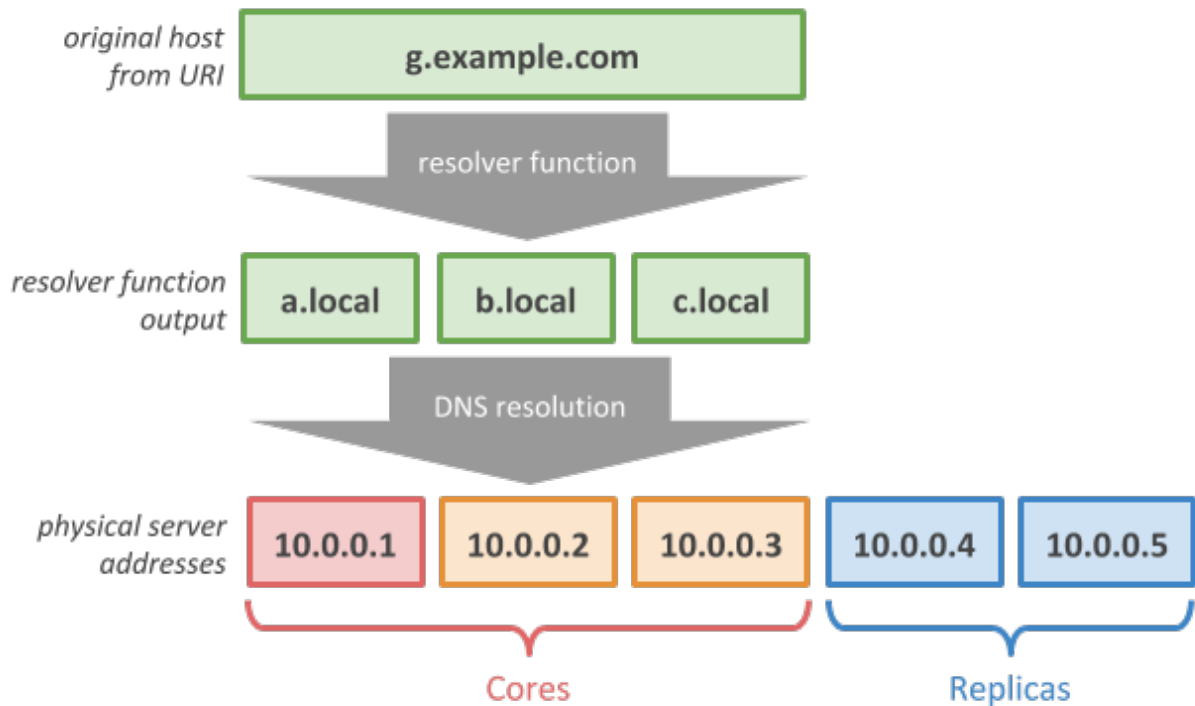 original host
from URI
g.example.com
resolver function
resolver function
output
a.local
b.local
c.local
DNS resolution
physical server
addresses
10.0.0.1
10.0.0.2
10.0.0.3
10.0.0.4
10.0.0.5
Cores
Replicas